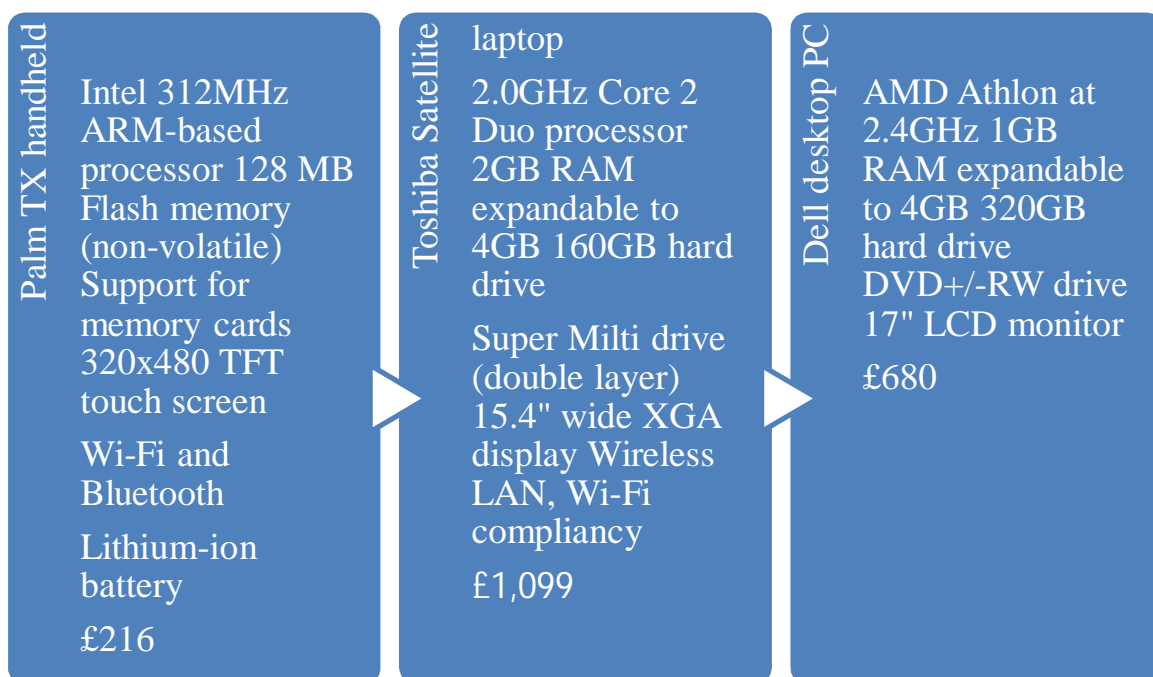 Palm TX handheld
Intel 312MHz
ARM-based
processor 128 MB
Flash memory
(non-volatile)
Support for
memory cards
320x480 TFT
touch screen
Wi-Fi and
Bluetooth
Lithium-ion
battery
£216
Toshiba Satellite
laptop
2.0GHz Core 2
Duo processor
2GB RAM
expandable to
4GB 160GB hard
drive
Super Milti drive
(double layer)
15.4" wide XGA
display Wireless
LAN, Wi-Fi
compliancy
£1,099
Dell desktop PC
AMD Athlon at
2.4GHz 1GB
RAM expandable
to 4GB 320GB
hard drive
DVD+/-RW drive
17" LCD monitor
£680